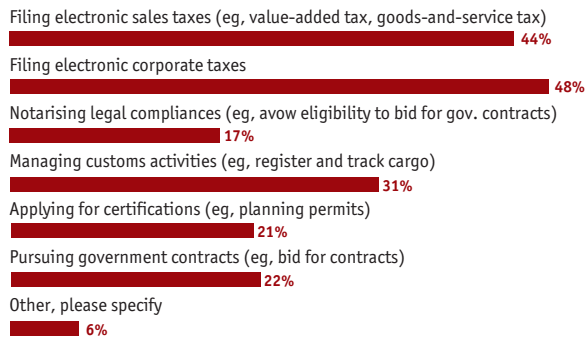 Filing electronic sales taxes (eg, value-added tax, goods-and-service tax)
44%
Filing electronic corporate taxes
48%
Notarising legal compliances (eg, avow eligibility to bid for gov. contracts)
17%
Managing customs activities (eg, register and track cargo)
31%
Applying for certifications (eg, planning permits)
21%
Pursuing government contracts (eg, bid for contracts)
22%
Other, please specify
6%